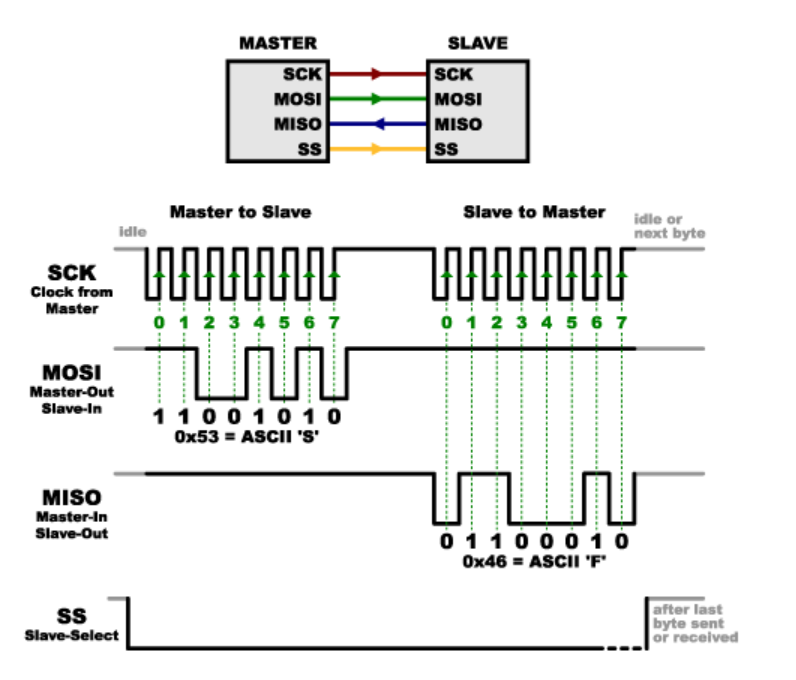 MASTER SLAVE
SCK SCK
MOSI MOSI
MISO MISO
SS SS
Master to Slave Slave to Master
idle
idle or
next byte
SCK
Clock from
Master
0 1 2 3 4 5 6 7 0 1 2 3 4 5 6 7
MOSI
Master-Out
Slave-In
1 1 0 0 1 0 1 0
0x53 = ASCII 'S'
MISO
Master-In
Slave-Out
0 1 1 0 0 0 1 0
0x46 = ASCII 'F'
SS
Slave-Select
after last
byte sent
or received